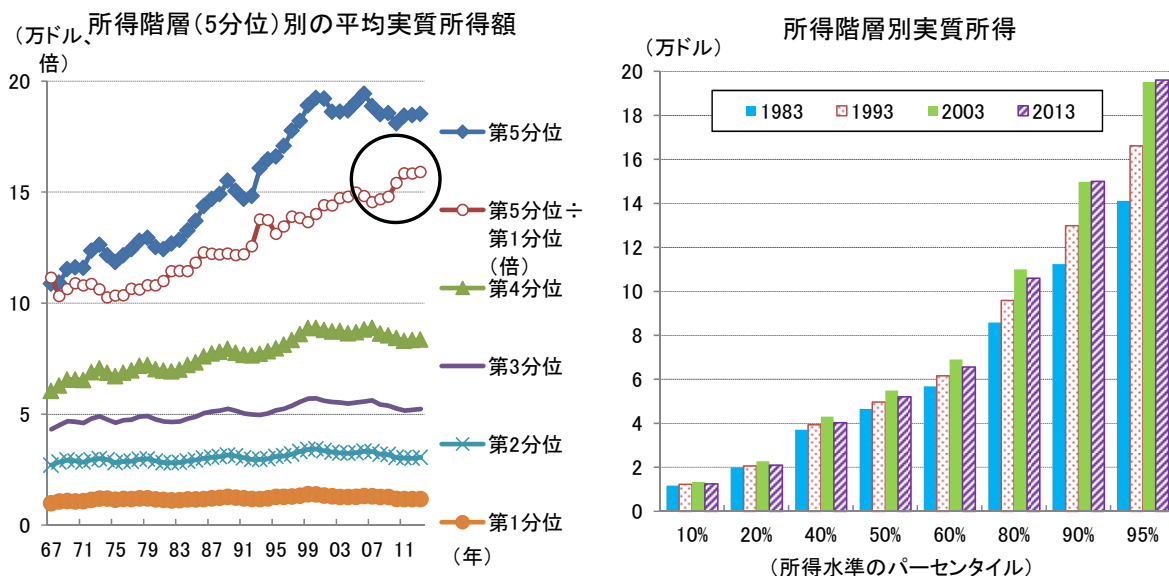 所得階層(5分位)別の平均実質所得額
(万ドル、
倍)
20
15
10
5
0
67 71 75 79 83 87 91 95 99 03 07 11
(年)
第5分位
第5分位÷
第1分位
(倍)
第4分位
第3分位
第2分位
第1分位
所得階層別実質所得
(万ドル)
1983 1993 2003 2013
20
18
16
14
12
10
8
6
4
2
0
10% 20% 40% 50% 60% 80% 90% 95%
(所得水準のパーセンタイル)